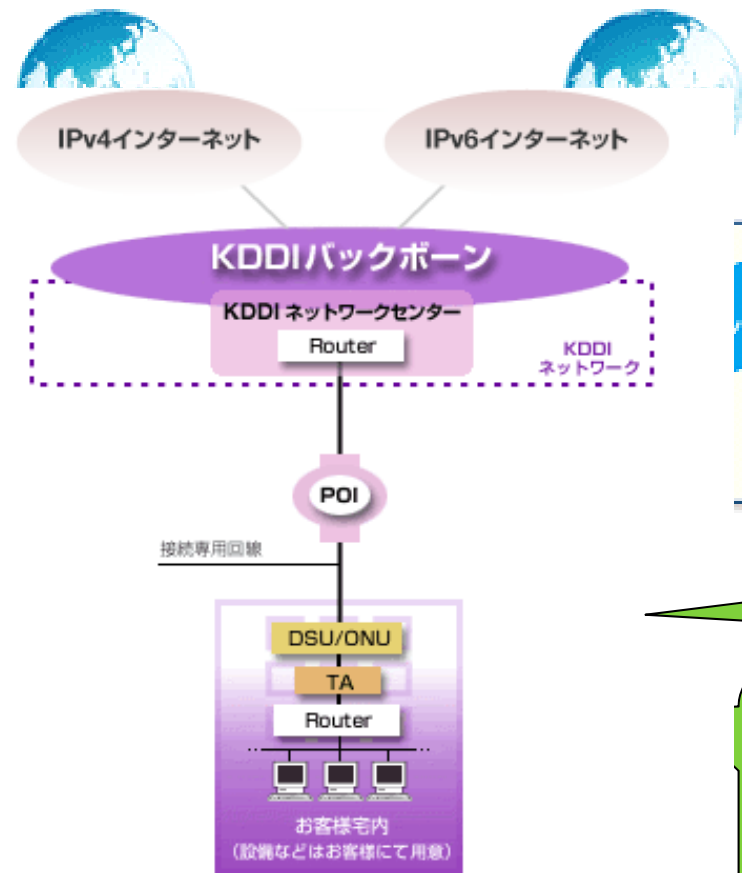 IPv4インターネット
IPv6インターネット
KDDIバックボーン
KDDI ネットワークセンター
Router
KDDI
ネットワーク
POI
接続専用回線
DSU/ONU
TA
Router
お客様宅内
(設備などはお客様にて用意)